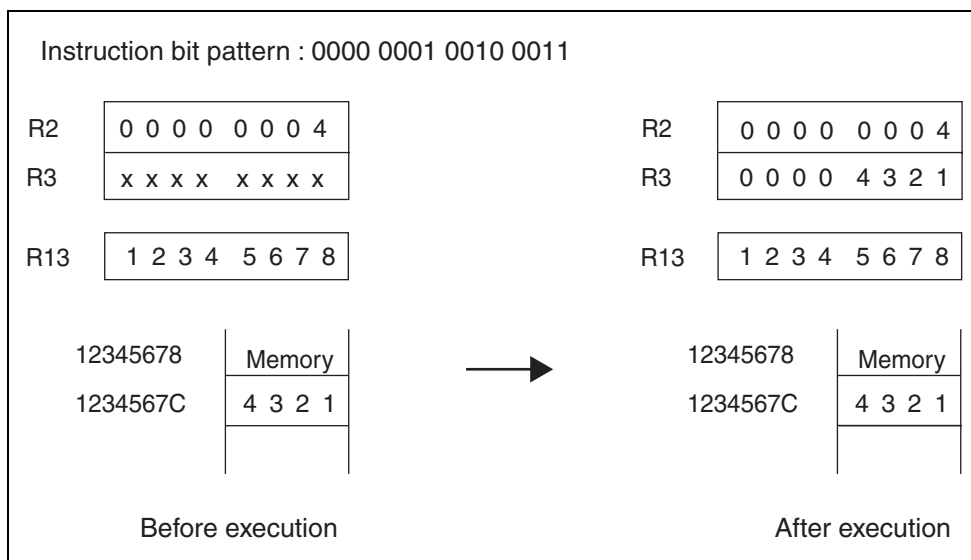 Instruction bit pattern : 0000 0001 0010 0011
R2 0 0 0 0 0 0 0 4 R2 0 0 0 0 0 0 0 4
R3 x x x x x x x x R3 0 0 0 0 4 3 2 1
R13 1 2 3 4 5 6 7 8 R13 1 2 3 4 5 6 7 8
12345678 Memory 12345678 Memory
1234567C 4 3 2 1 1234567C 4 3 2 1
Before execution After execution